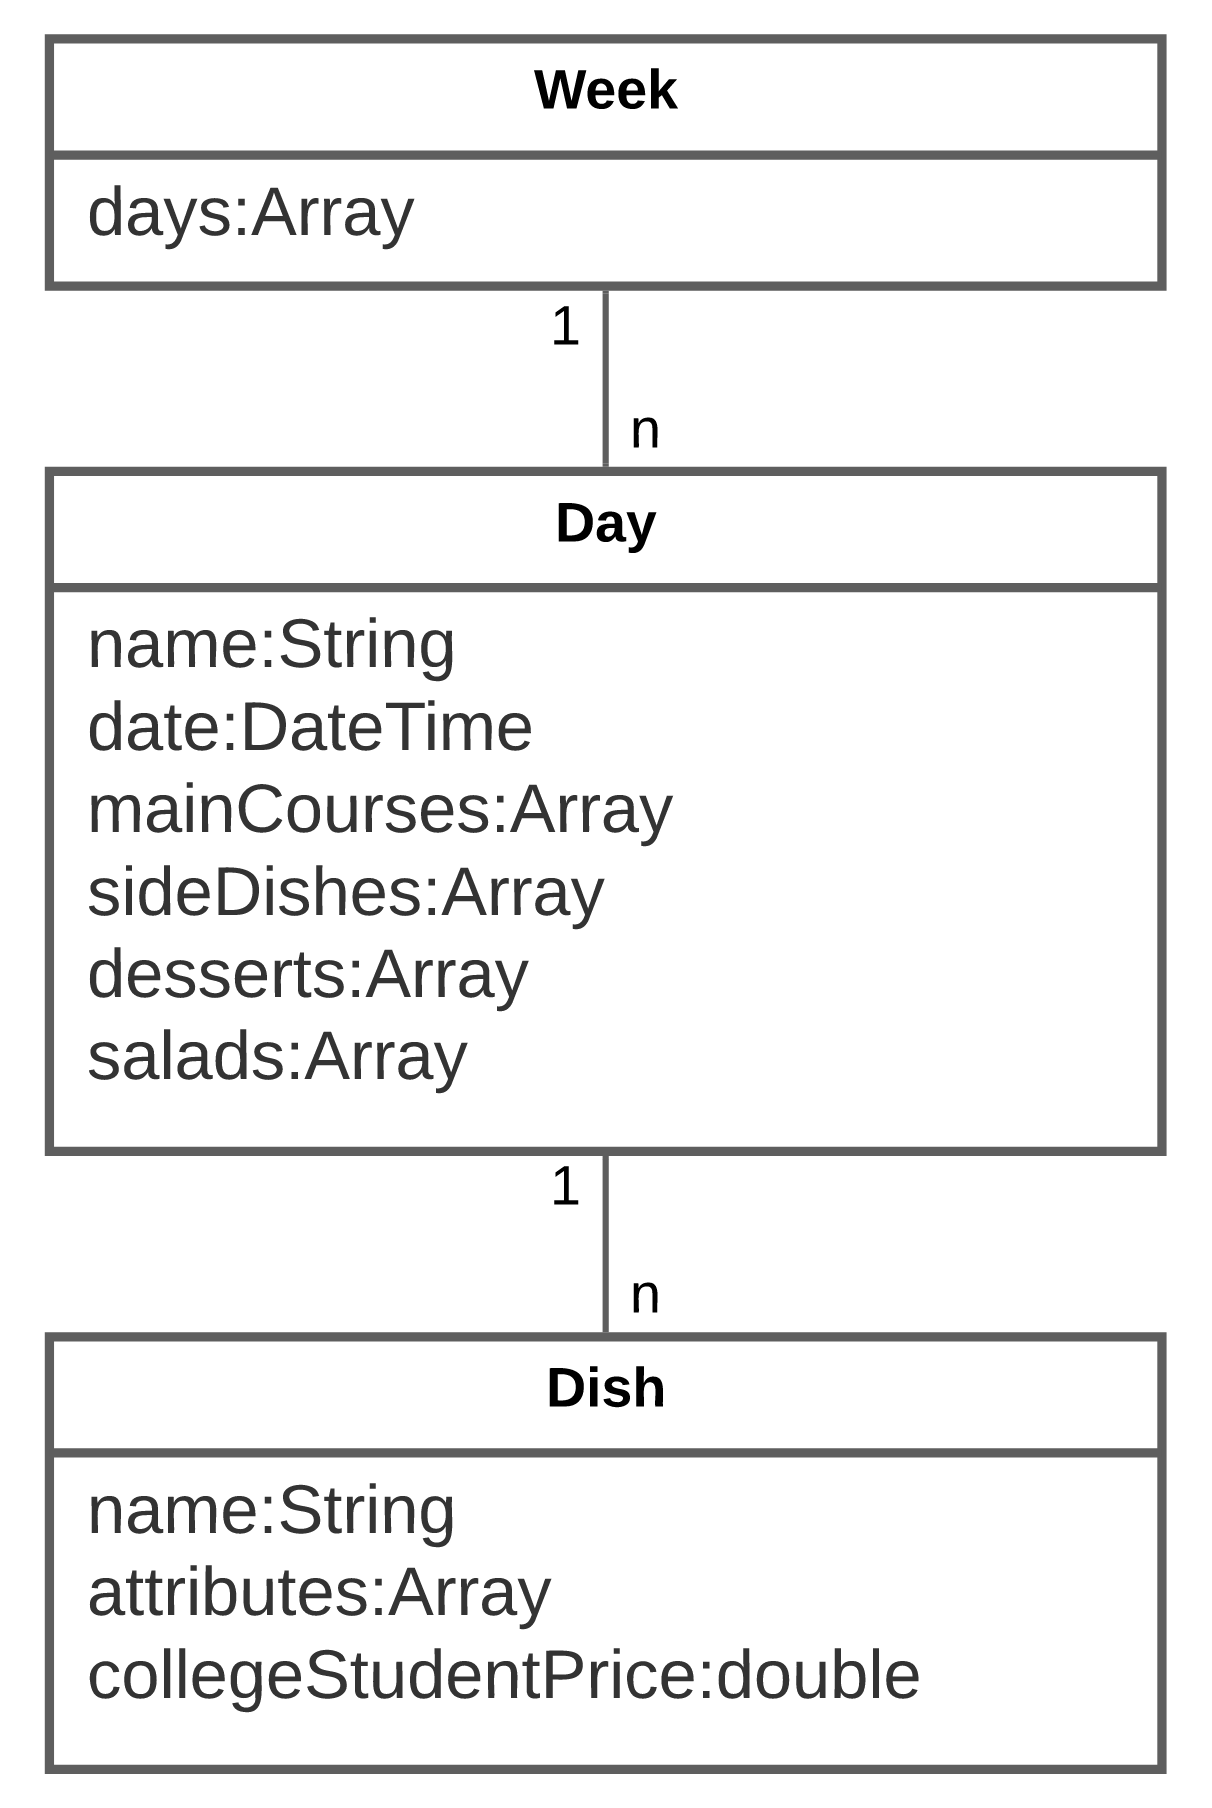 Week
days:Array
1
n
Day
name:String
date:DateTime
mainCourses:Array
sideDishes:Array
desserts:Array
salads:Array
1
n
Dish
name:String
attributes:Array
collegeStudentPrice:double